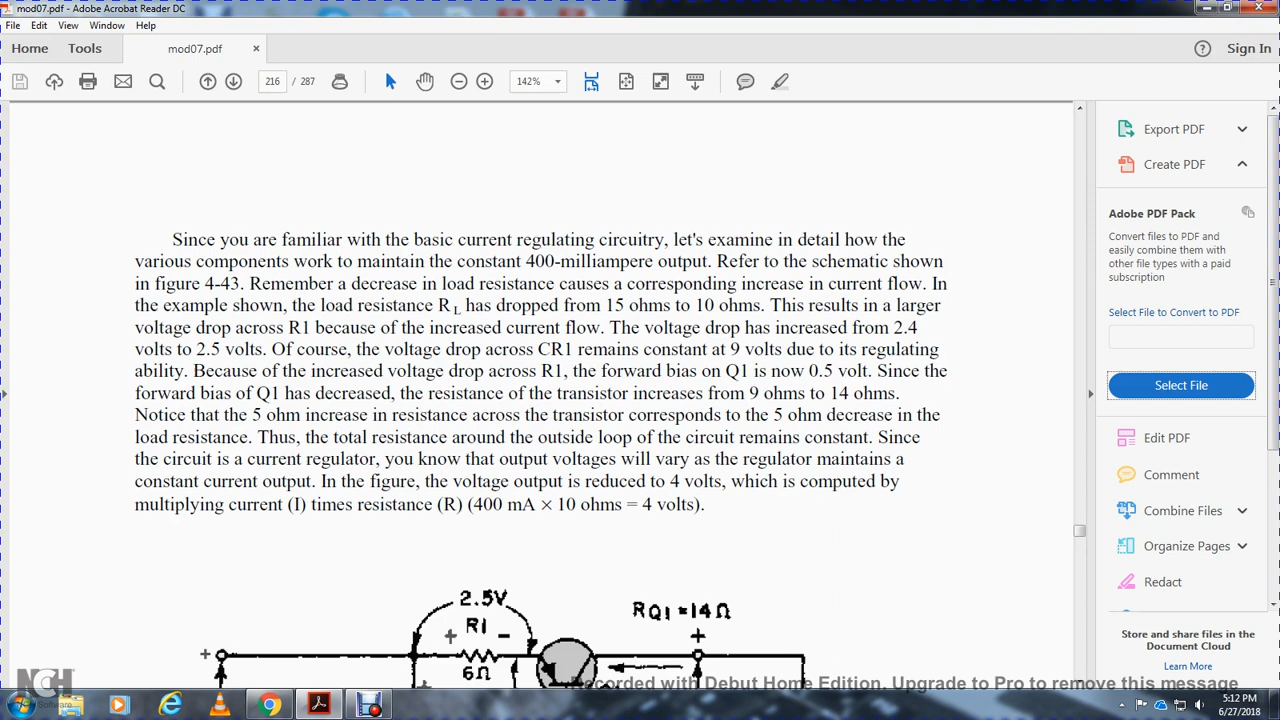 mod07.pdf - Adobe Acrobat Reader DC
File Edit View Window Help
Home Tools mod07.pdf × Sign In
216 / 287 142%
Since you are familiar with the basic current regulating circuitry, let's examine in detail how the
various components work to maintain the constant 400-milliampere output. Refer to the schematic shown
in figure 4-43. Remember a decrease in load resistance causes a corresponding increase in current flow. In
the example shown, the load resistance R L has dropped from 15 ohms to 10 ohms. This results in a larger
voltage drop across R1 because of the increased current flow. The voltage drop has increased from 2.4
volts to 2.5 volts. Of course, the voltage drop across CR1 remains constant at 9 volts due to its regulating
ability. Because of the increased voltage drop across R1, the forward bias on Q1 is now 0.5 volt. Since the
forward bias of Q1 has decreased, the resistance of the transistor increases from 9 ohms to 14 ohms.
Notice that the 5 ohm increase in resistance across the transistor corresponds to the 5 ohm decrease in the
load resistance. Thus, the total resistance around the outside loop of the circuit remains constant. Since
the circuit is a current regulator, you know that output voltages will vary as the regulator maintains a
constant current output. In the figure, the voltage output is reduced to 4 volts, which is computed by
multiplying current (I) times resistance (R) (400 mA × 10 ohms = 4 volts).
2.5V
R1
6Ω
RQ1 = 14Ω
+ + - +
Export PDF
Create PDF
Adobe PDF Pack
Convert files to PDF and
easily combine them with
other file types with a paid
subscription
Select File to Convert to PDF
Select File
Edit PDF
Comment
Combine Files
Organize Pages
Redact
Store and share files in the
Document Cloud
Learn More
NCH
Software
Recorded with Debut Home Edition. Upgrade to Pro to remove this message
5:12 PM
6/27/2018